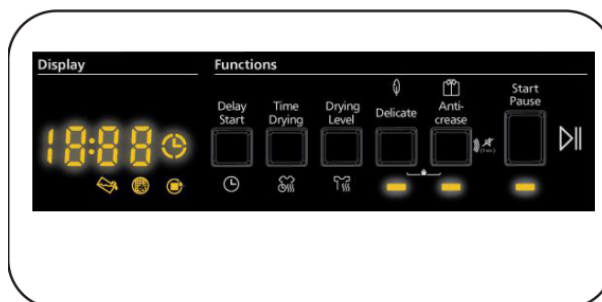 Display
Functions
Delay
Start
Time
Drying
Drying
Level
Delicate
Anti-
crease
Start
Pause
18:88